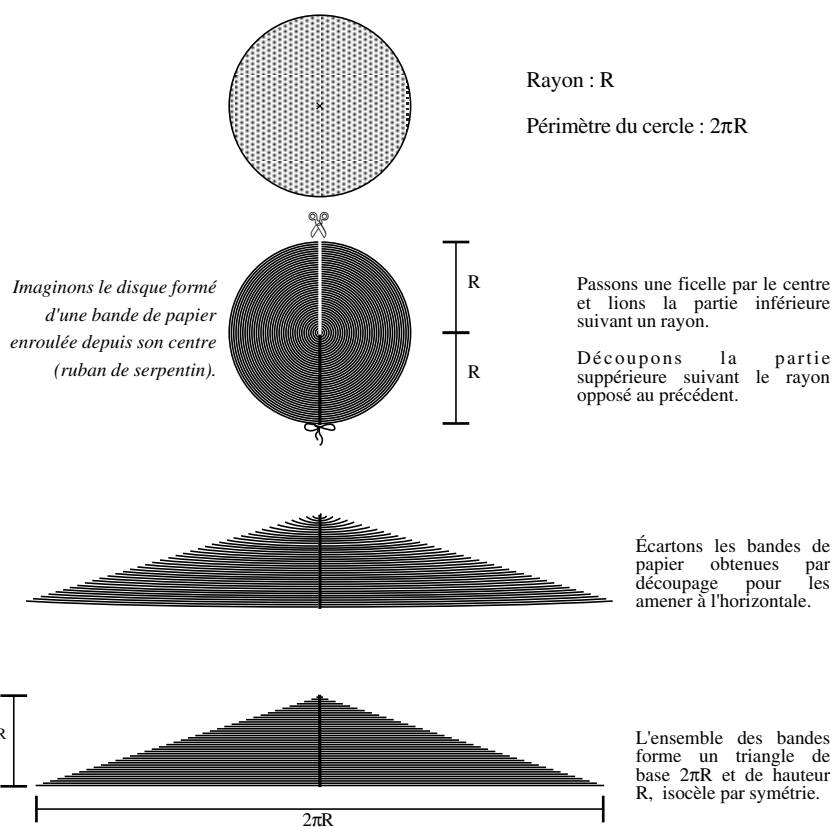 Rayon : R
Périmètre du cercle : 2πR
Imaginons le disque formé
d'une bande de papier
enroulée depuis son centre
(ruban de serpentin).
R
R
Passons une ficelle par le centre
et lions la partie inférieure
suivant un rayon.
Découpons la partie
suppérieure suivant le rayon
opposé au précédent.
Écartons les bandes de
papier obtenues par
découpage pour les
amener à l'horizontale.
R
L'ensemble des bandes
forme un triangle de
base 2πR et de hauteur
R, isocèle par symétrie.
2πR